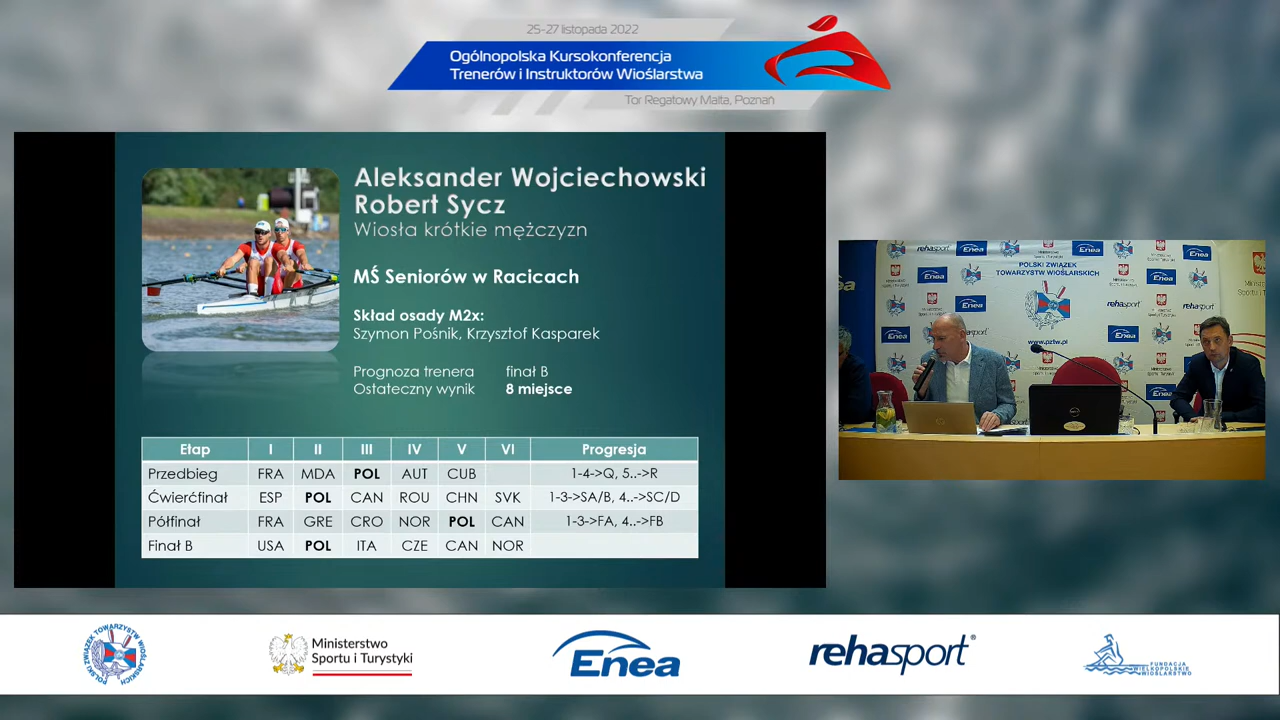 25-27 listopada 2022
Ogólnopolska Kursokonferencja
Trenerów i Instruktorów Wioślarstwa
Tor Regatowy Malta, Poznań
Aleksander Wojciechowski
Robert Sycz
Wiosła krótkie mężczyzn
MŚ Seniorów w Racicach
Skład osady M2x:
Szymon Pośnik, Krzysztof Kasparek
Prognoza trenera finał B
Ostateczny wynik 8 miejsce
Etap I II III IV V VI Progresja
Przedbieg FRA MDA POL AUT CUB 1-4->Q, 5..->R
Ćwierćfinał ESP POL CAN ROU CHN SVK 1-3->SA/B, 4..->SC/D
Półfinał FRA GRE CRO NOR POL CAN 1-3->FA, 4..->FB
Finał B USA POL ITA CZE CAN NOR
POLSKI ZWIĄZEK
TOWARZYSTW WIOŚLARSKICH
www.pztw.pl
rehasport
Enea
POLSKI ZWIĄZEK TOWARZYSTW WIOŚLARSKICH
Ministerstwo
Sportu i Turystyki
Enea
rehasport
FUNDACJA
WIELKOPOLSKIE
WIOŚLARSTWO